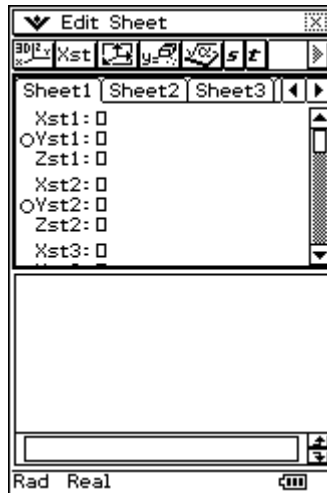 Edit Sheet
Xst s t
Sheet1 Sheet2 Sheet3
Xst1:
Yst1:
Zst1:
Xst2:
Yst2:
Zst2:
Xst3:
Rad Real